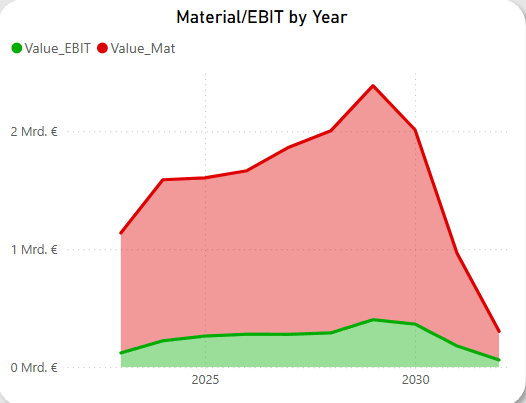 Material/EBIT by Year
Value_EBIT Value_Mat
2 Mrd. €
1 Mrd. €
0 Mrd. €
2025 2030